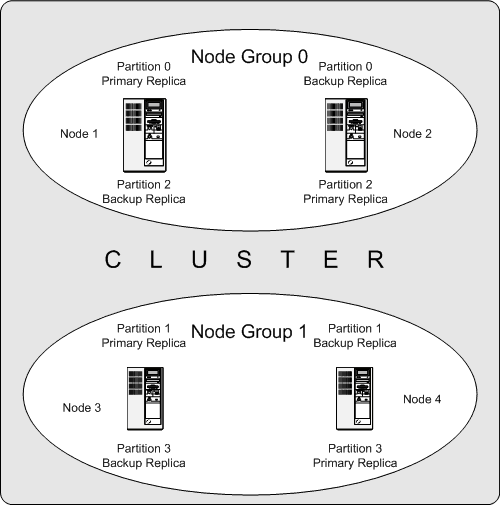 Node Group 0
Partition 0
Primary Replica
Partition 0
Backup Replica
Node 1
Node 2
Partition 2
Backup Replica
Partition 2
Primary Replica
C L U S T E R
Node Group 1
Partition 1
Primary Replica
Partition 1
Backup Replica
Node 3
Node 4
Partition 3
Backup Replica
Partition 3
Primary Replica